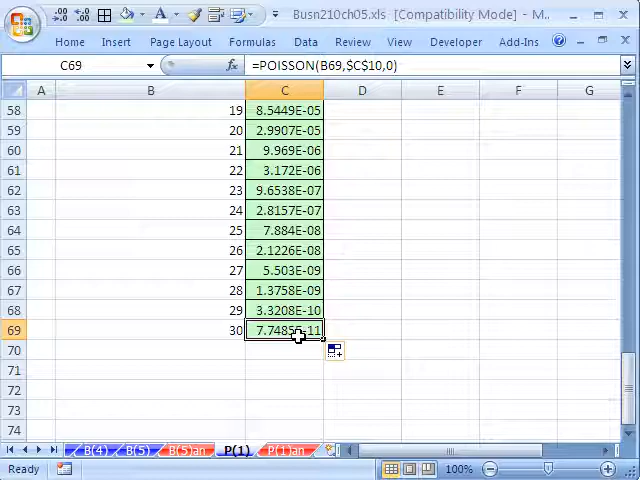 Busn210ch05.xls [Compatibility Mode] - M...
Home Insert Page Layout Formulas Data Review View Developer Add-Ins
C69 fx =POISSON(B69,$C$10,0)
A B C D E F G
58 19 8.5449E-05
59 20 2.9907E-05
60 21 9.969E-06
61 22 3.172E-06
62 23 9.6538E-07
63 24 2.8157E-07
64 25 7.884E-08
65 26 2.1226E-08
66 27 5.503E-09
67 28 1.3758E-09
68 29 3.3208E-10
69 30 7.7485E-11
70
71
72
73
74
B(4) B(5) B(5)an P(1) P(1)an
Ready 100%